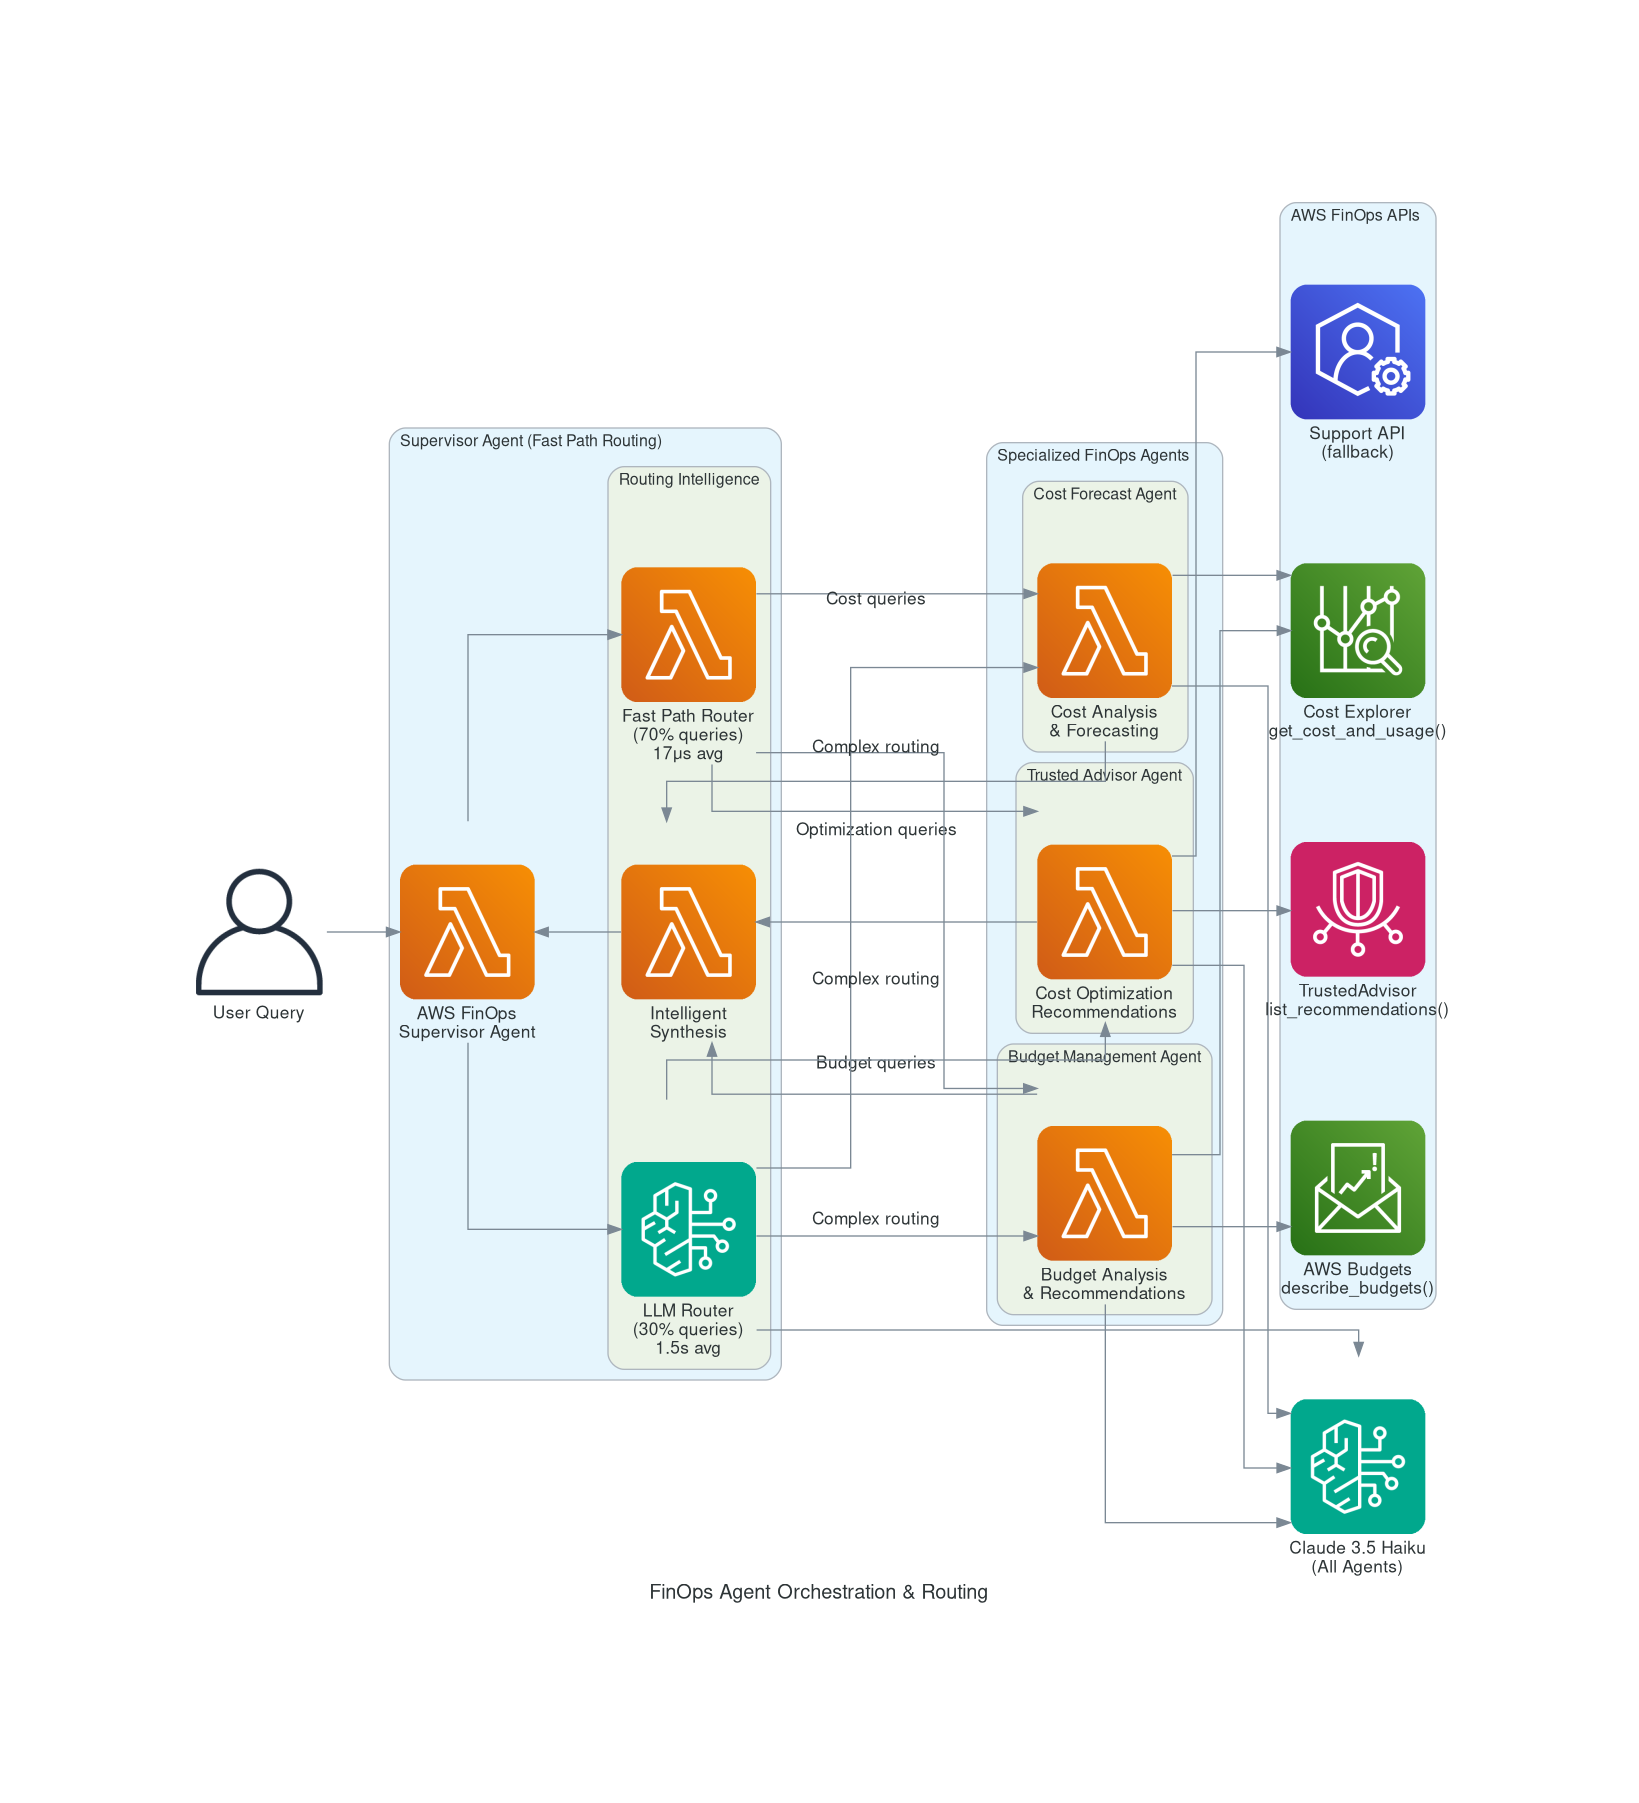 AWS FinOps APIs
Support API
(fallback)
Supervisor Agent (Fast Path Routing)
Routing Intelligence
Specialized FinOps Agents
Cost Forecast Agent
Cost queries
Fast Path Router
(70% queries)
17µs avg
Cost Analysis
& Forecasting
Cost Explorer
get_cost_and_usage()
Complex routing
Trusted Advisor Agent
Optimization queries
User Query
AWS FinOps
Supervisor Agent
Intelligent
Synthesis
Complex routing
Cost Optimization
Recommendations
TrustedAdvisor
list_recommendations()
Budget queries
Budget Management Agent
Complex routing
LLM Router
(30% queries)
1.5s avg
Budget Analysis
& Recommendations
AWS Budgets
describe_budgets()
Claude 3.5 Haiku
(All Agents)
FinOps Agent Orchestration & Routing